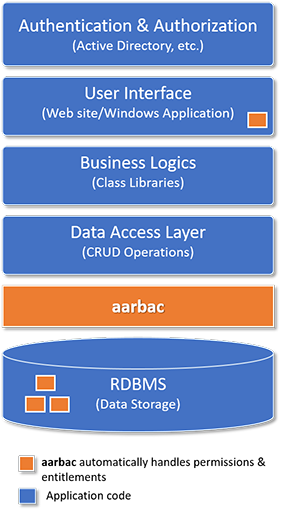 Authentication & Authorization
(Active Directory, etc.)
User Interface
(Web site/Windows Application)
Business Logics
(Class Libraries)
Data Access Layer
(CRUD Operations)
aarbac
RDBMS
(Data Storage)
aarbac automatically handles permissions &
entitlements
Application code